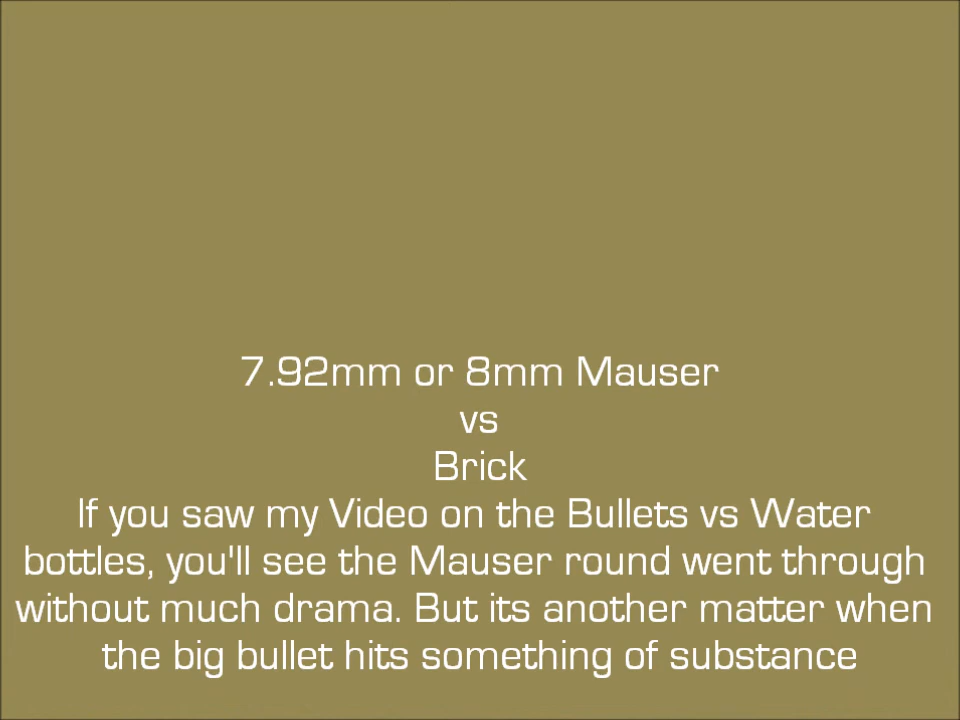 7.92mm or 8mm Mauser
vs
Brick
If you saw my Video on the Bullets vs Water
bottles, you'll see the Mauser round went through
without much drama. But its another matter when
the big bullet hits something of substance